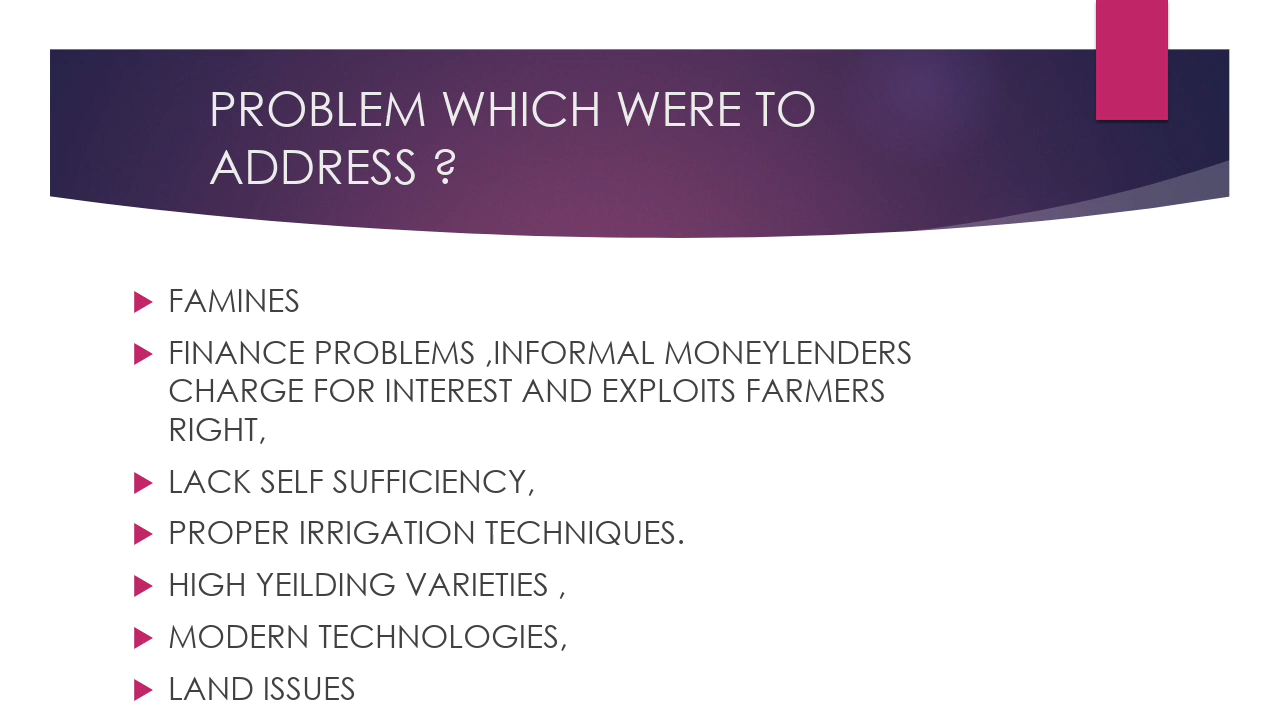 PROBLEM WHICH WERE TO
ADDRESS ?
FAMINES
FINANCE PROBLEMS ,INFORMAL MONEYLENDERS
CHARGE FOR INTEREST AND EXPLOITS FARMERS
RIGHT,
LACK SELF SUFFICIENCY,
PROPER IRRIGATION TECHNIQUES.
HIGH YEILDING VARIETIES ,
MODERN TECHNOLOGIES,
LAND ISSUES